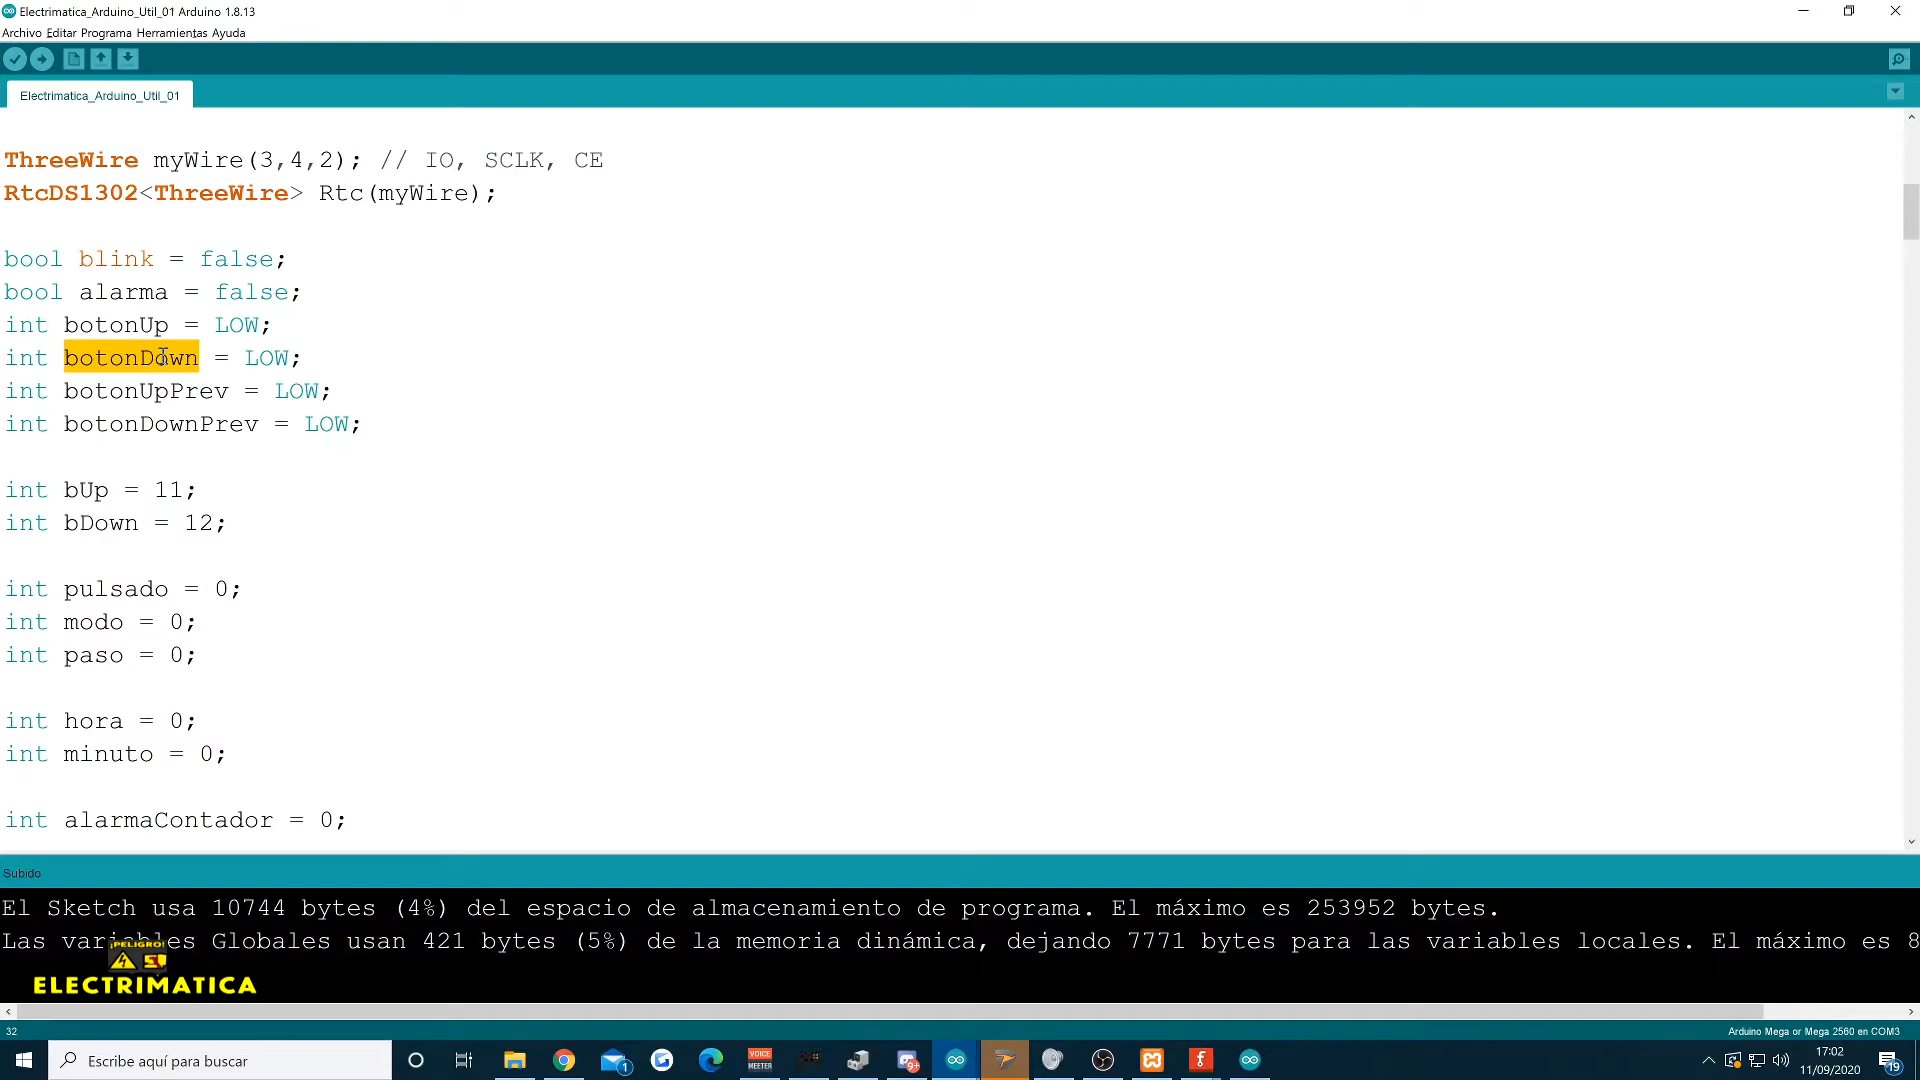 Electrimatica_Arduino_Util_01 Arduino 1.8.13
Archivo Editar Programa Herramientas Ayuda
Electrimatica_Arduino_Util_01
ThreeWire myWire(3,4,2); // IO, SCLK, CE
RtcDS1302<ThreeWire> Rtc(myWire);
bool blink = false;
bool alarma = false;
int botonUp = LOW;
int botonDown = LOW;
int botonUpPrev = LOW;
int botonDownPrev = LOW;
int bUp = 11;
int bDown = 12;
int pulsado = 0;
int modo = 0;
int paso = 0;
int hora = 0;
int minuto = 0;
int alarmaContador = 0;
Subido
El Sketch usa 10744 bytes (4%) del espacio de almacenamiento de programa. El máximo es 253952 bytes.
Las variables Globales usan 421 bytes (5%) de la memoria dinámica, dejando 7771 bytes para las variables locales. El máximo es 8
¡PELIGRO!
ELECTRIMATICA
32
Arduino Mega or Mega 2560 en COM3
Escribe aquí para buscar
1
VOICE
MEETER
9+
17:02
11/09/2020
19